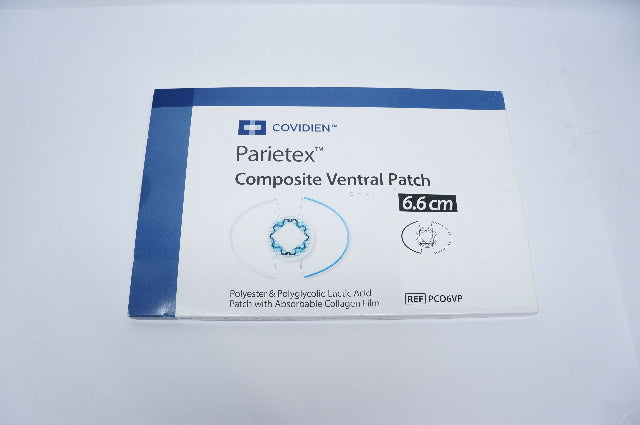 COVIDIEN™
Parietex™
Composite Ventral Patch
6.6 cm
Polyester & Polyglycolic Lactic Acid
Patch with Absorbable Collagen Film
REF PCO6VP